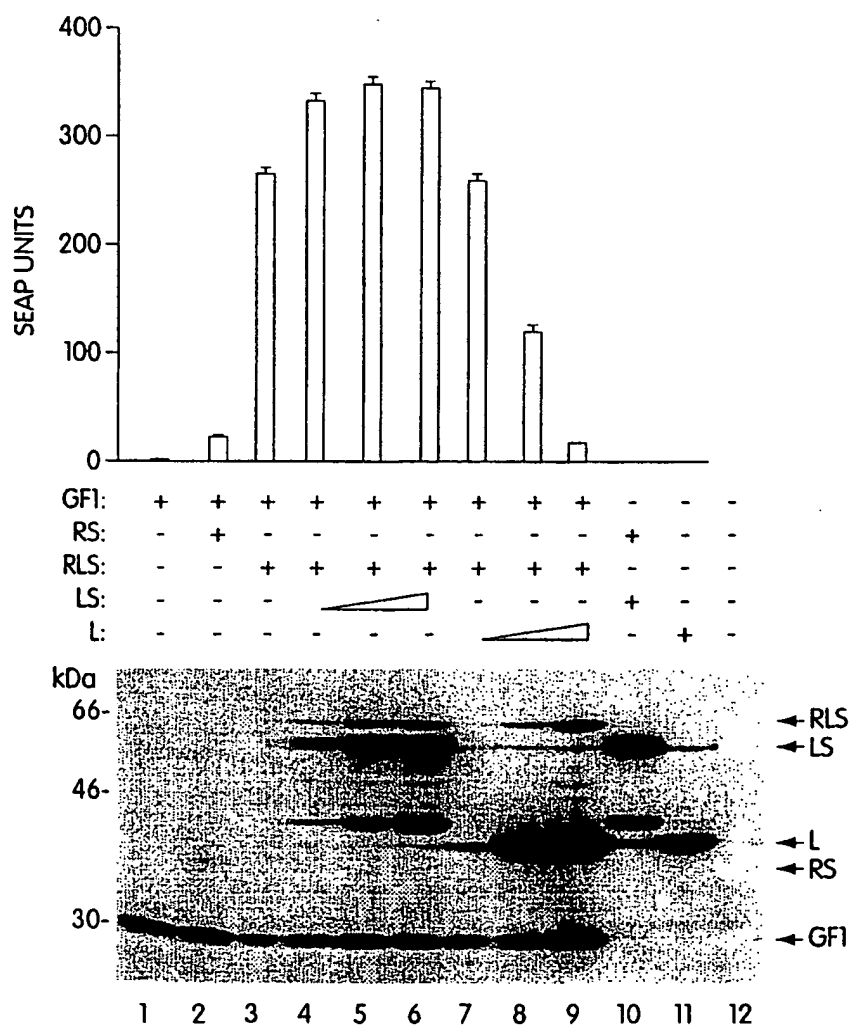 400
300
200
100
0
SEAP UNITS
GF1: + + + + + + + + + - - -
RS: - + - - - - - - - + - -
RLS: - - + + + + + + + - - -
LS: - - - - - - + - -
L: - - - - - - - + -
kDa
66-
46-
30-
RLS
LS
L
RS
GF1
1 2 3 4 5 6 7 8 9 10 11 12